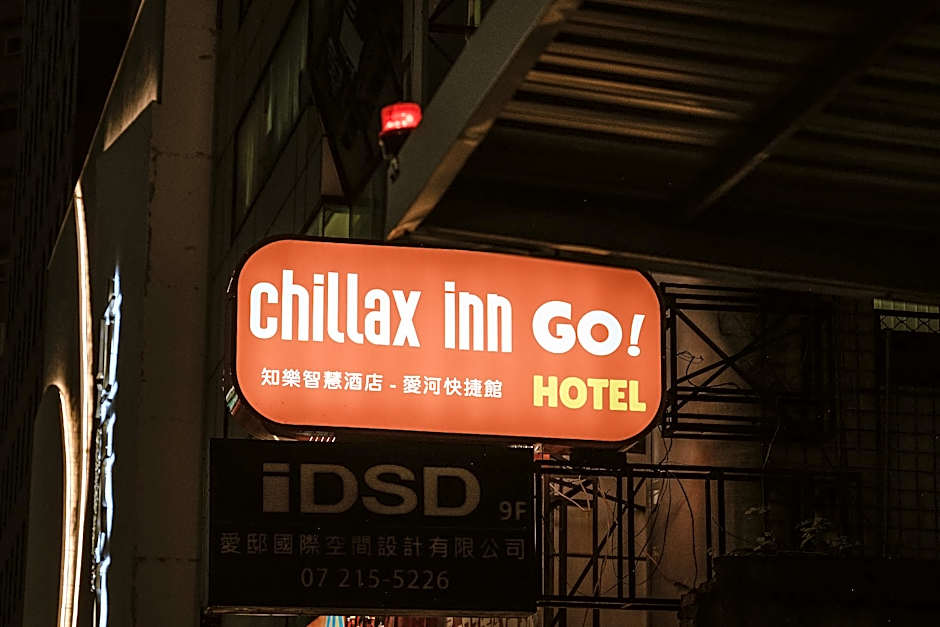 chillax inn GO!
知樂智慧酒店 - 愛河快捷館 HOTEL
iDSD 9F
愛邸國際空間設計有限公司
07 215-5226